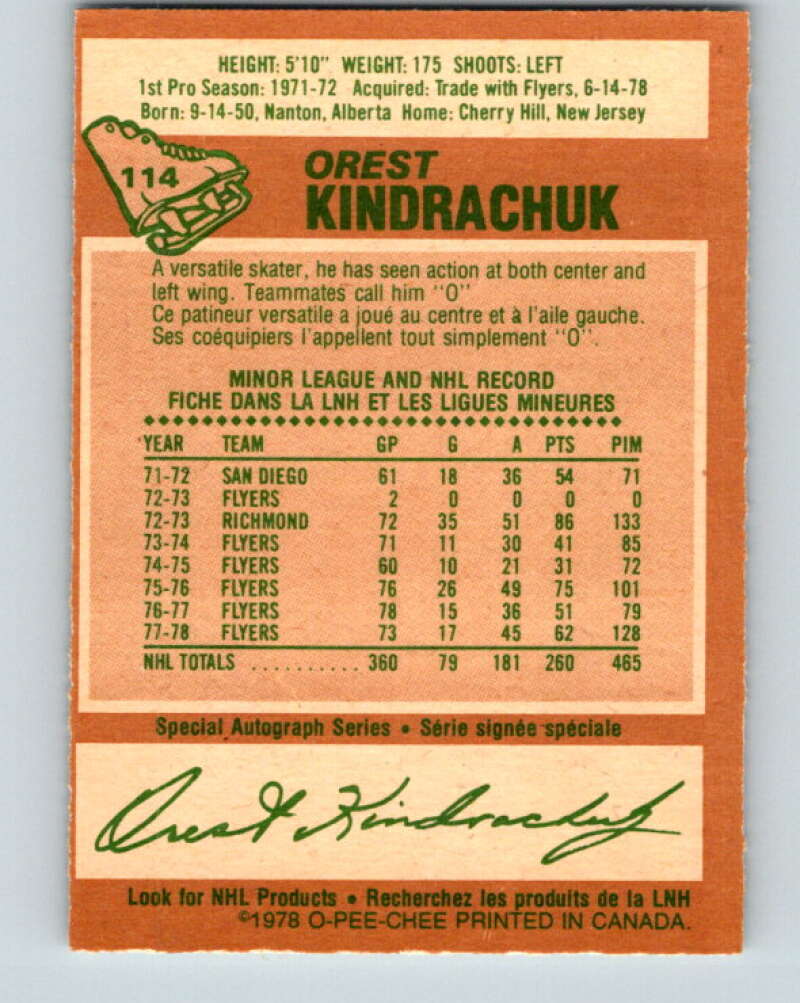 HEIGHT: 5'10" WEIGHT: 175 SHOOTS: LEFT
1st Pro Season: 1971-72 Acquired: Trade with Flyers, 6-14-78
Born: 9-14-50, Nanton, Alberta Home: Cherry Hill, New Jersey
114
OREST
KINDRACHUK
A versatile skater, he has seen action at both center and
left wing. Teammates call him "O"
Ce patineur versatile a joué au centre et à l'aile gauche.
Ses coéquipiers l'appellent tout simplement "O".
MINOR LEAGUE AND NHL RECORD
FICHE DANS LA LNH ET LES LIGUES MINEURES
YEAR TEAM GP G A PTS PIM
71-72 SAN DIEGO 61 18 36 54 71
72-73 FLYERS 2 0 0 0 0
72-73 RICHMOND 72 35 51 86 133
73-74 FLYERS 71 11 30 41 85
74-75 FLYERS 60 10 21 31 72
75-76 FLYERS 76 26 49 75 101
76-77 FLYERS 78 15 36 51 79
77-78 FLYERS 73 17 45 62 128
NHL TOTALS .......... 360 79 181 260 465
Special Autograph Series • Série signée spéciale
Orest Kindrachuk
Look for NHL Products • Recherchez les produits de la LNH
©1978 O-PEE-CHEE PRINTED IN CANADA.